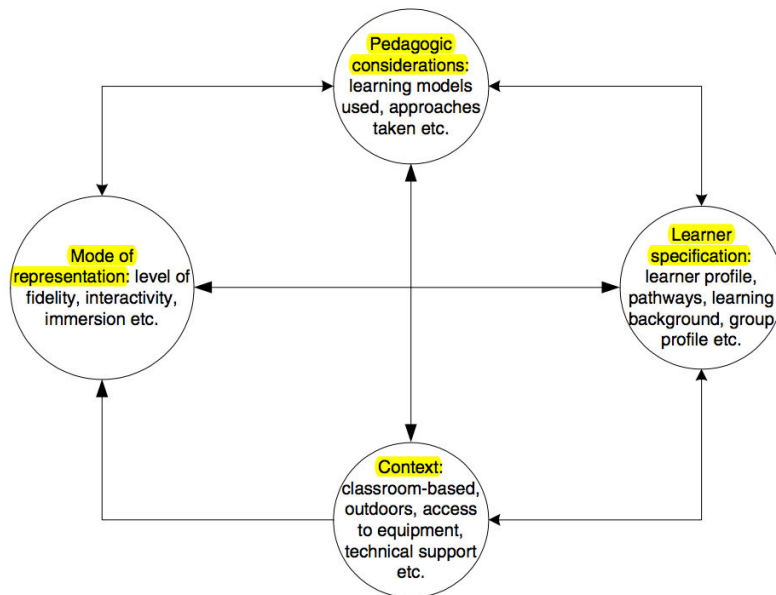 Pedagogic
considerations:
learning models
used, approaches
taken etc.
Mode of
representation: level of
fidelity, interactivity,
immersion etc.
Learner
specification:
learner profile,
pathways, learning
background, group
profile etc.
Context:
classroom-based,
outdoors, access
to equipment,
technical support
etc.